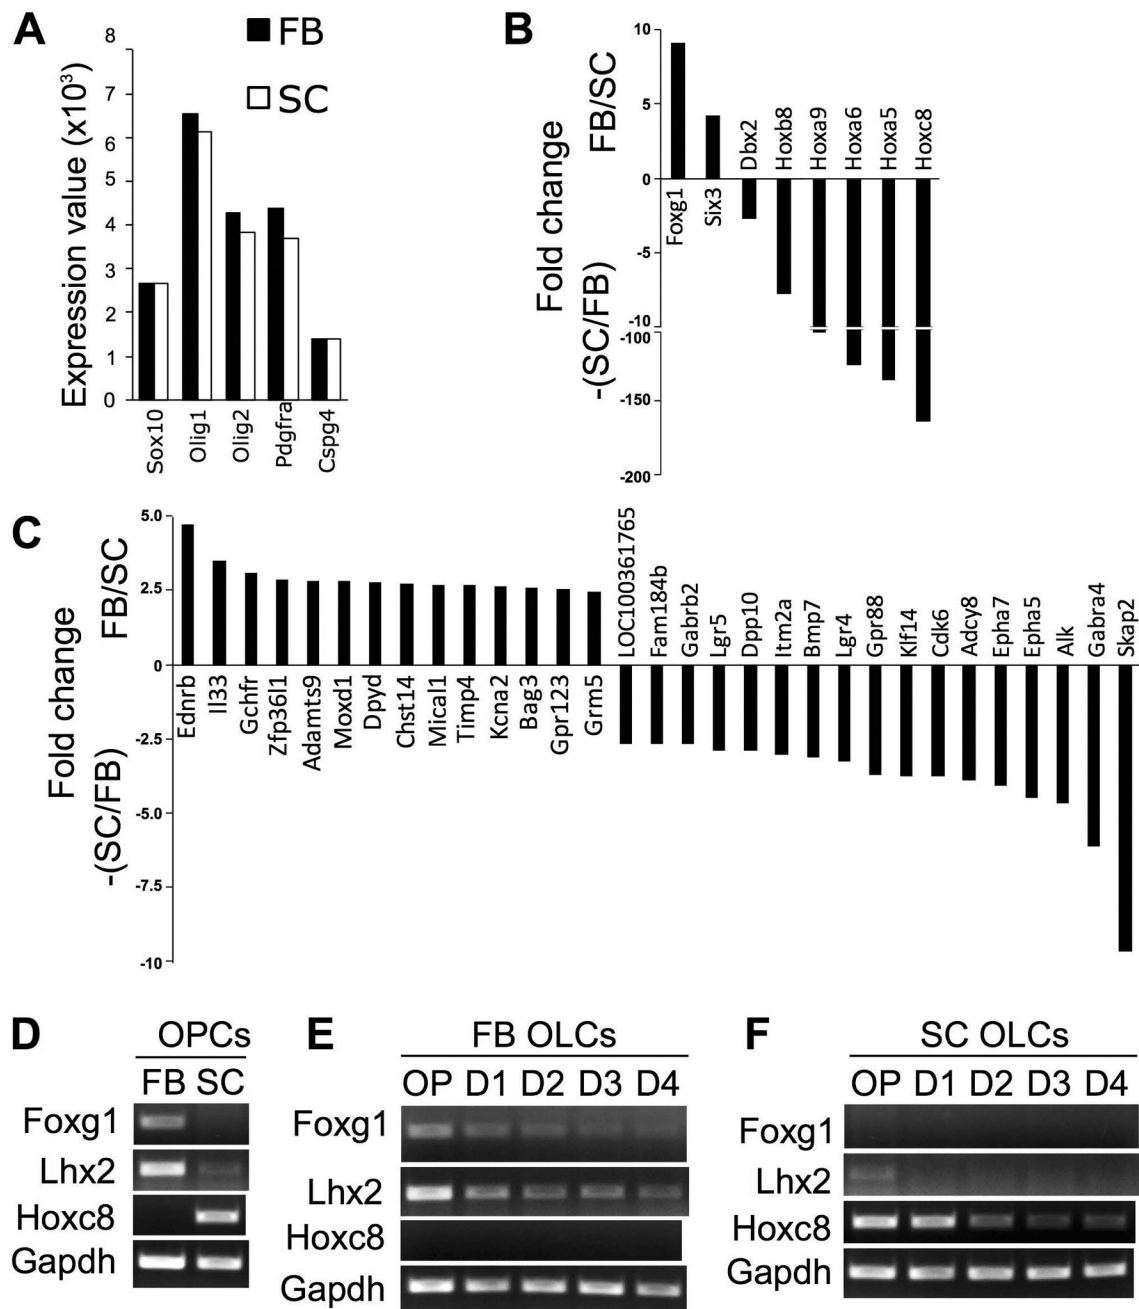 A
FB
SC
Expression value (x10³)
8
7
6
5
4
3
2
1
0
Sox10
Olig1
Olig2
Pdgfra
Cspg4
B
Fold change
-(SC/FB) FB/SC
10
5
0
-5
-10
-100
-150
-200
Foxg1
Six3
Dbx2
Hoxb8
Hoxa9
Hoxa6
Hoxa5
Hoxc8
C
Fold change
-(SC/FB) FB/SC
5.0
2.5
0
-2.5
-5.0
-7.5
-10
Ednrb
Il33
Gchfr
Zfp36l1
Adamts9
Moxd1
Dpyd
Chst14
Mical1
Timp4
Kcna2
Bag3
Gpr123
Grm5
LOC100361765
Fam184b
Gabrb2
Lgr5
Dpp10
Itm2a
Bmp7
Lgr4
Gpr88
Klf14
Cdk6
Adcy8
Epha7
Epha5
Alk
Gabra4
Skap2
D
OPCs
FB SC
Foxg1
Lhx2
Hoxc8
Gapdh
E
FB OLCs
OP D1 D2 D3 D4
Foxg1
Lhx2
Hoxc8
Gapdh
F
SC OLCs
OP D1 D2 D3 D4
Foxg1
Lhx2
Hoxc8
Gapdh